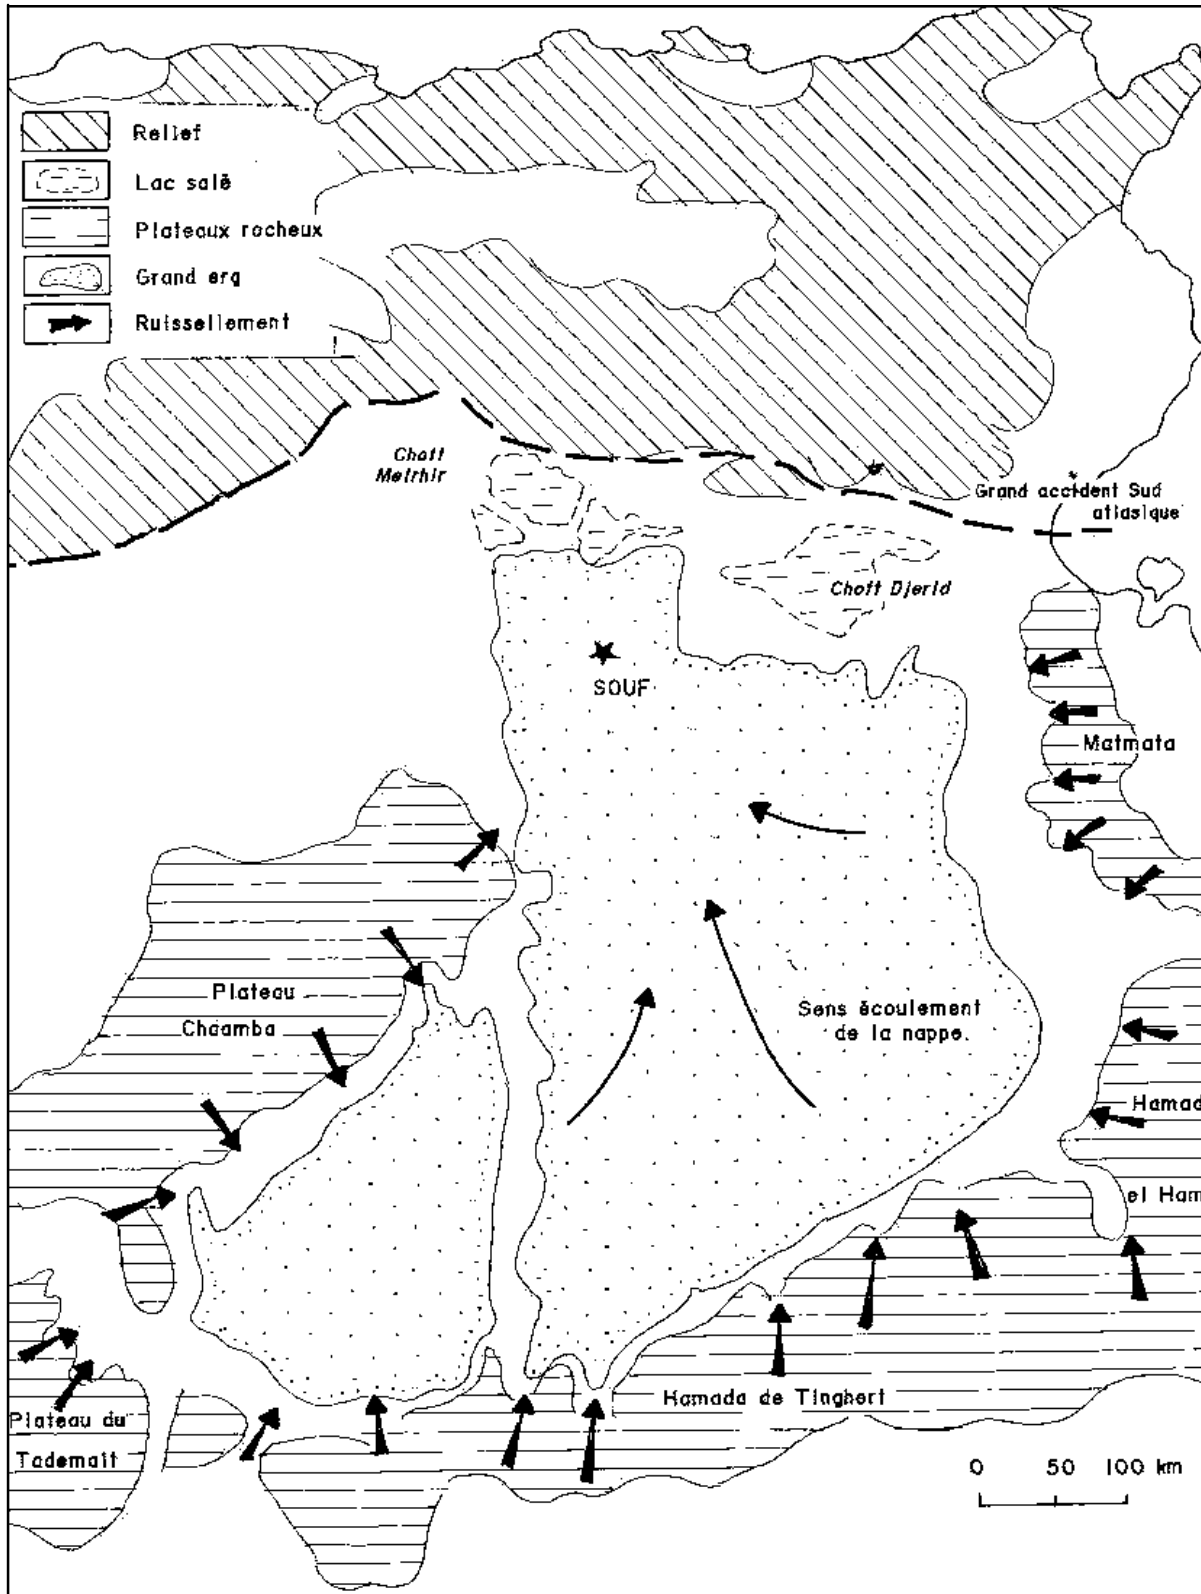 Relief
Lac salé
Plateaux rocheux
Grand erg
Ruissellement
Chott
Melrhir
Grand accident Sud
atlasique
Chott Djerid
SOUF
Matmata
Plateau
Chaamba
Sens écoulement
de la nappe.
Hamad
el Ham
Hamada de Tinghert
Plateau du
Tademait
0 50 100 km